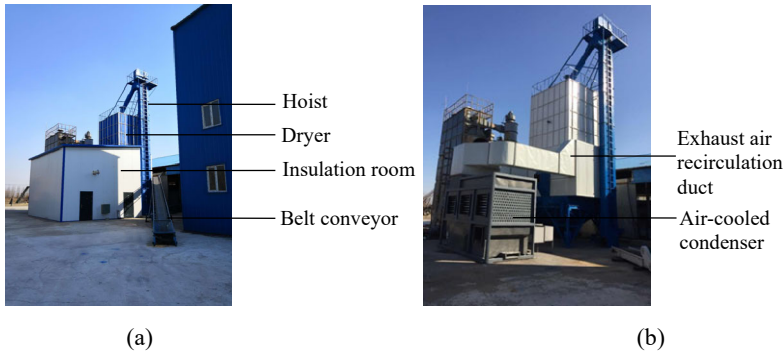 Hoist
Dryer
Insulation room
Belt conveyor
Exhaust air
recirculation
duct
Air-cooled
condenser
(a)
(b)